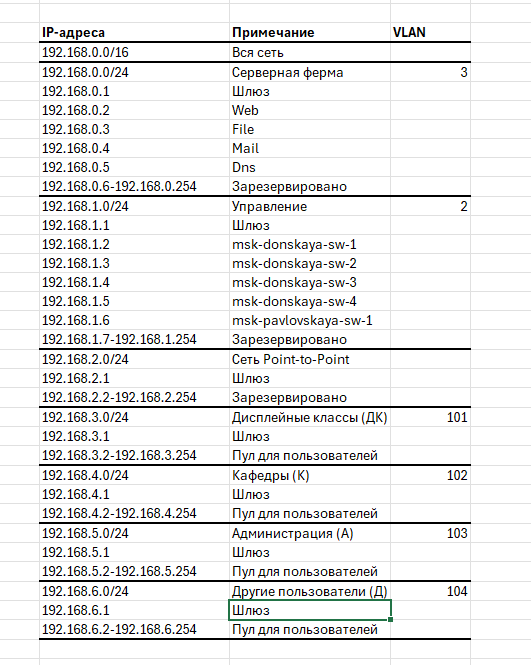 IP-адреса Примечание VLAN
192.168.0.0/16 Вся сеть
192.168.0.0/24 Серверная ферма 3
192.168.0.1 Шлюз
192.168.0.2 Web
192.168.0.3 File
192.168.0.4 Mail
192.168.0.5 Dns
192.168.0.6-192.168.0.254 Зарезервировано
192.168.1.0/24 Управление 2
192.168.1.1 Шлюз
192.168.1.2 msk-donskaya-sw-1
192.168.1.3 msk-donskaya-sw-2
192.168.1.4 msk-donskaya-sw-3
192.168.1.5 msk-donskaya-sw-4
192.168.1.6 msk-pavlovskaya-sw-1
192.168.1.7-192.168.1.254 Зарезервировано
192.168.2.0/24 Сеть Point-to-Point
192.168.2.1 Шлюз
192.168.2.2-192.168.2.254 Зарезервировано
192.168.3.0/24 Дисплейные классы (ДК) 101
192.168.3.1 Шлюз
192.168.3.2-192.168.3.254 Пул для пользователей
192.168.4.0/24 Кафедры (К) 102
192.168.4.1 Шлюз
192.168.4.2-192.168.4.254 Пул для пользователей
192.168.5.0/24 Администрация (А) 103
192.168.5.1 Шлюз
192.168.5.2-192.168.5.254 Пул для пользователей
192.168.6.0/24 Другие пользователи (Д) 104
192.168.6.1 Шлюз
192.168.6.2-192.168.6.254 Пул для пользователей